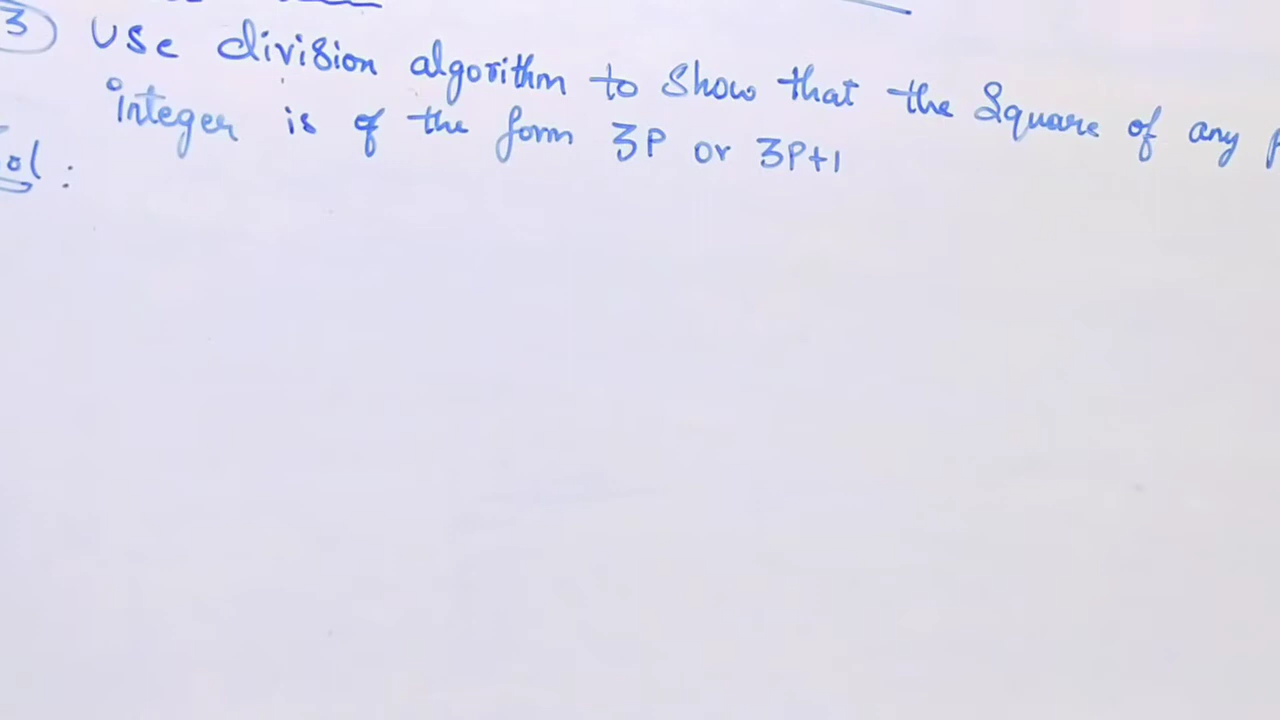 3 Use division algorithm to show that the Square of any
integer is of the form 3P or 3P+1
ol :